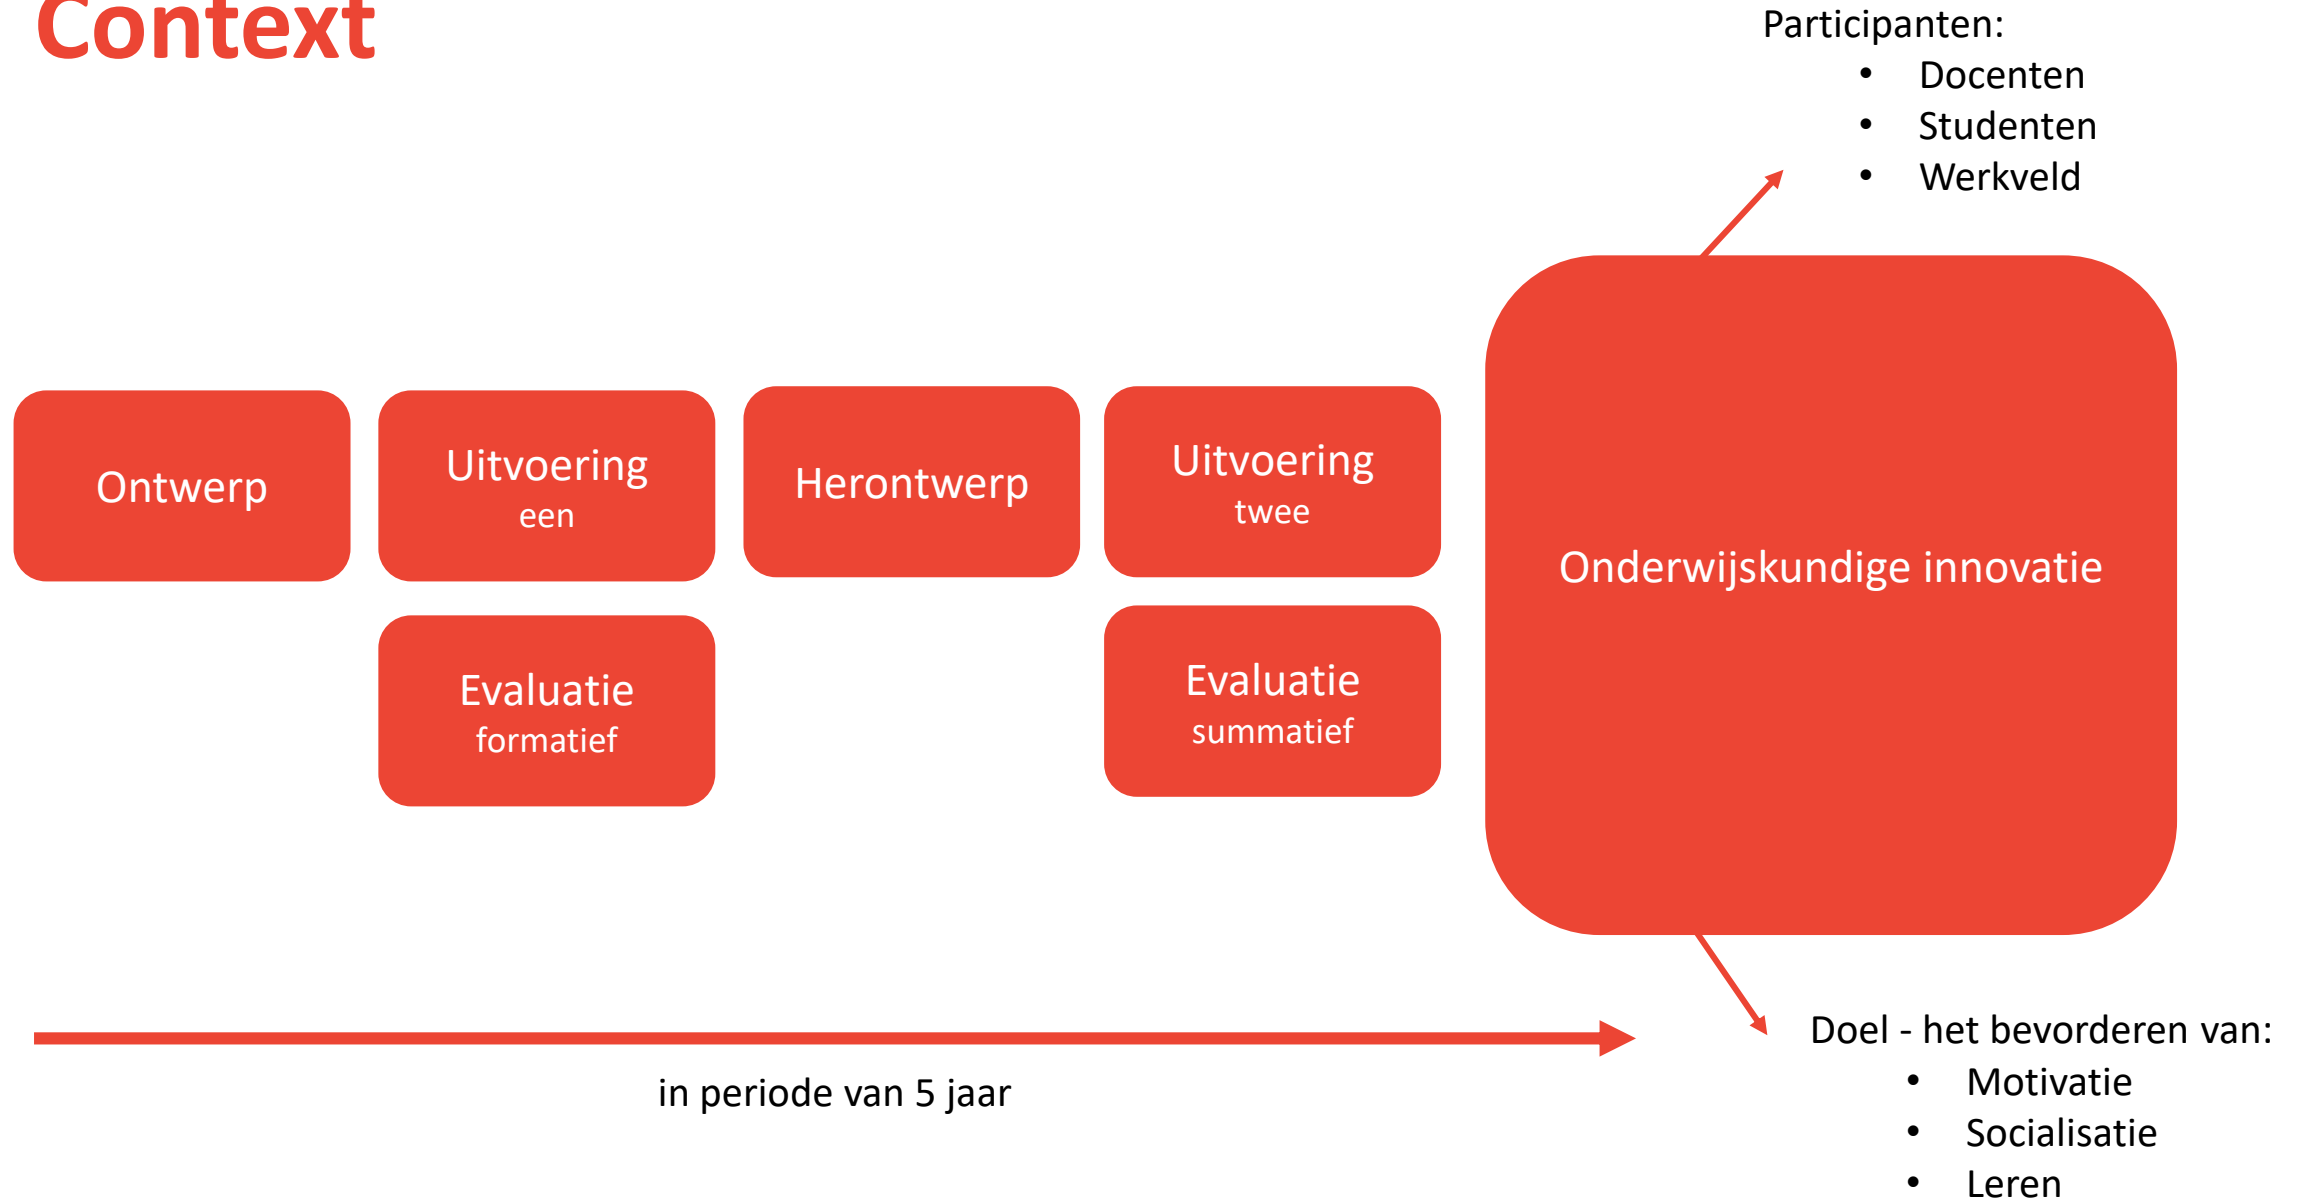 Context
Participanten:
• Docenten
• Studenten
• Werkveld
Ontwerp
Uitvoering
een
Herontwerp
Uitvoering
twee
Evaluatie
formatief
Evaluatie
summatief
Onderwijskundige innovatie
in periode van 5 jaar
Doel - het bevorderen van:
• Motivatie
• Socialisatie
• Leren